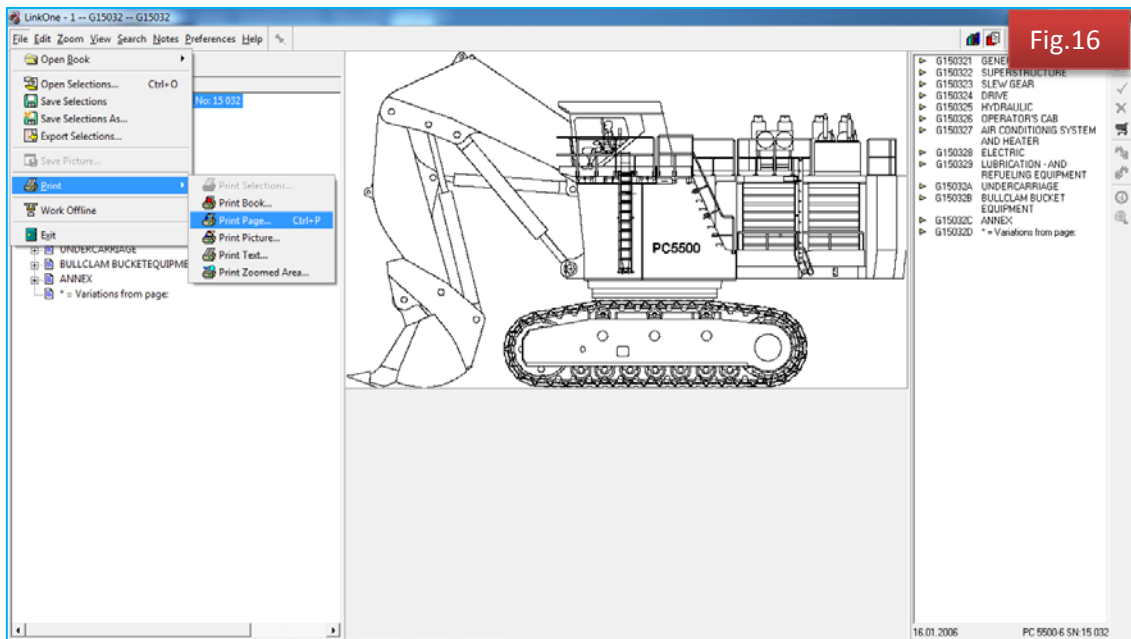 LinkOne - 1 -- G15032 -- G15032
Fig.16
File Edit Zoom View Search Notes Preferences Help
Open Book
Open Selections... Ctrl+O
Save Selections
Save Selections As...
Export Selections...
Save Picture...
Print
Work Offline
Exit
No: 15 032
Print Selections...
Print Book...
Print Page... Ctrl+P
Print Picture...
Print Text...
Print Zoomed Area...
UNDERCARRIAGE
BULLCLAM BUCKETEQUIPME
ANNEX
* = Variations from page:
PC5500
G150321 GENE
G150322 SUPERSTRUCTURE
G150323 SLEW GEAR
G150324 DRIVE
G150325 HYDRAULIC
G150326 OPERATOR'S CAB
G150327 AIR CONDITIONIG SYSTEM
AND HEATER
G150328 ELECTRIC
G150329 LUBRICATION - AND
REFUELING EQUIPMENT
G15032A UNDERCARRIAGE
G15032B BULLCLAM BUCKET
EQUIPMENT
G15032C ANNEX
G15032D * = Variations from page:
16.01.2006 PC 5500-6 SN:15 032